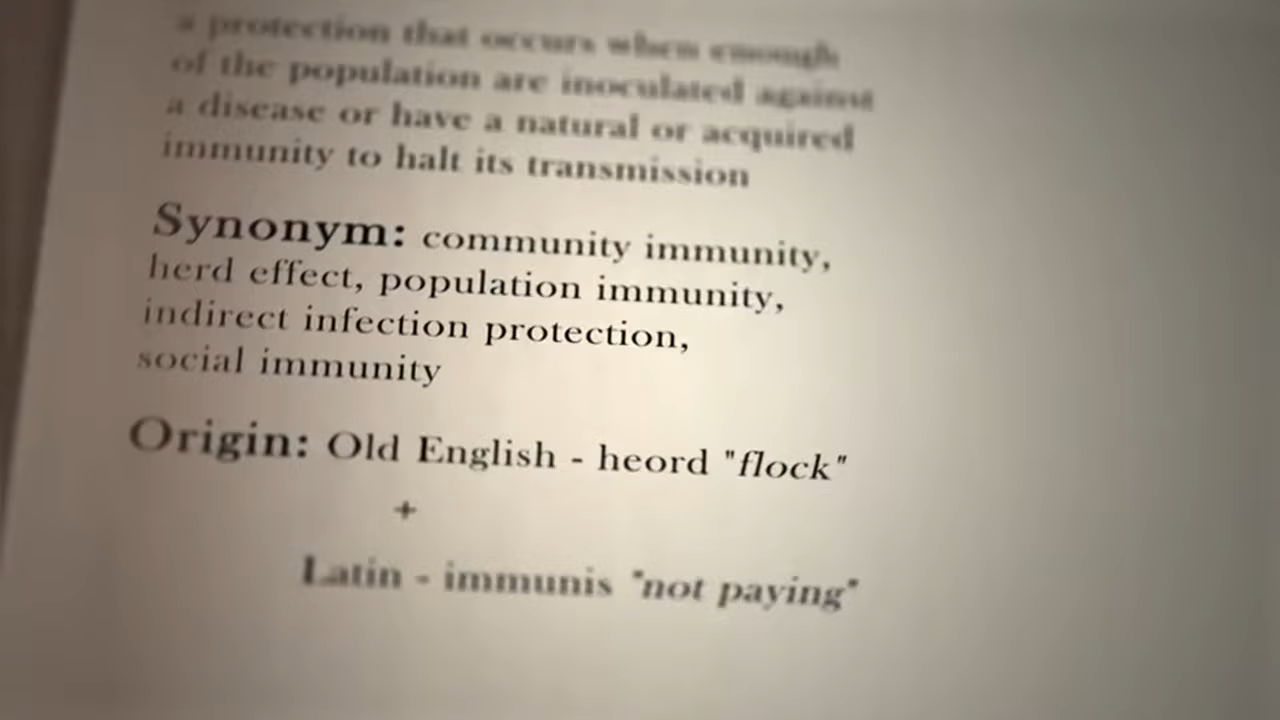 a protection that occurs when enough
of the population are inoculated against
a disease or have a natural or acquired
immunity to halt its transmission
Synonym: community immunity,
herd effect, population immunity,
indirect infection protection,
social immunity
Origin: Old English - heord "flock"
+
Latin - immunis "not paying"